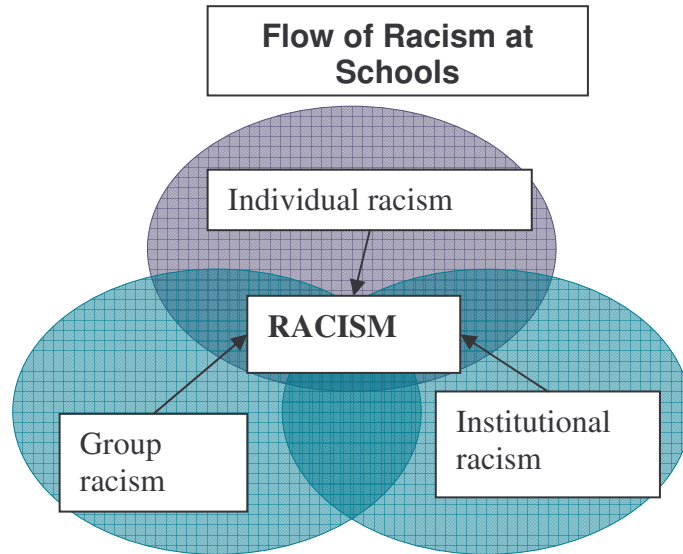 Flow of Racism at
Schools
Individual racism
RACISM
Group
racism
Institutional
racism